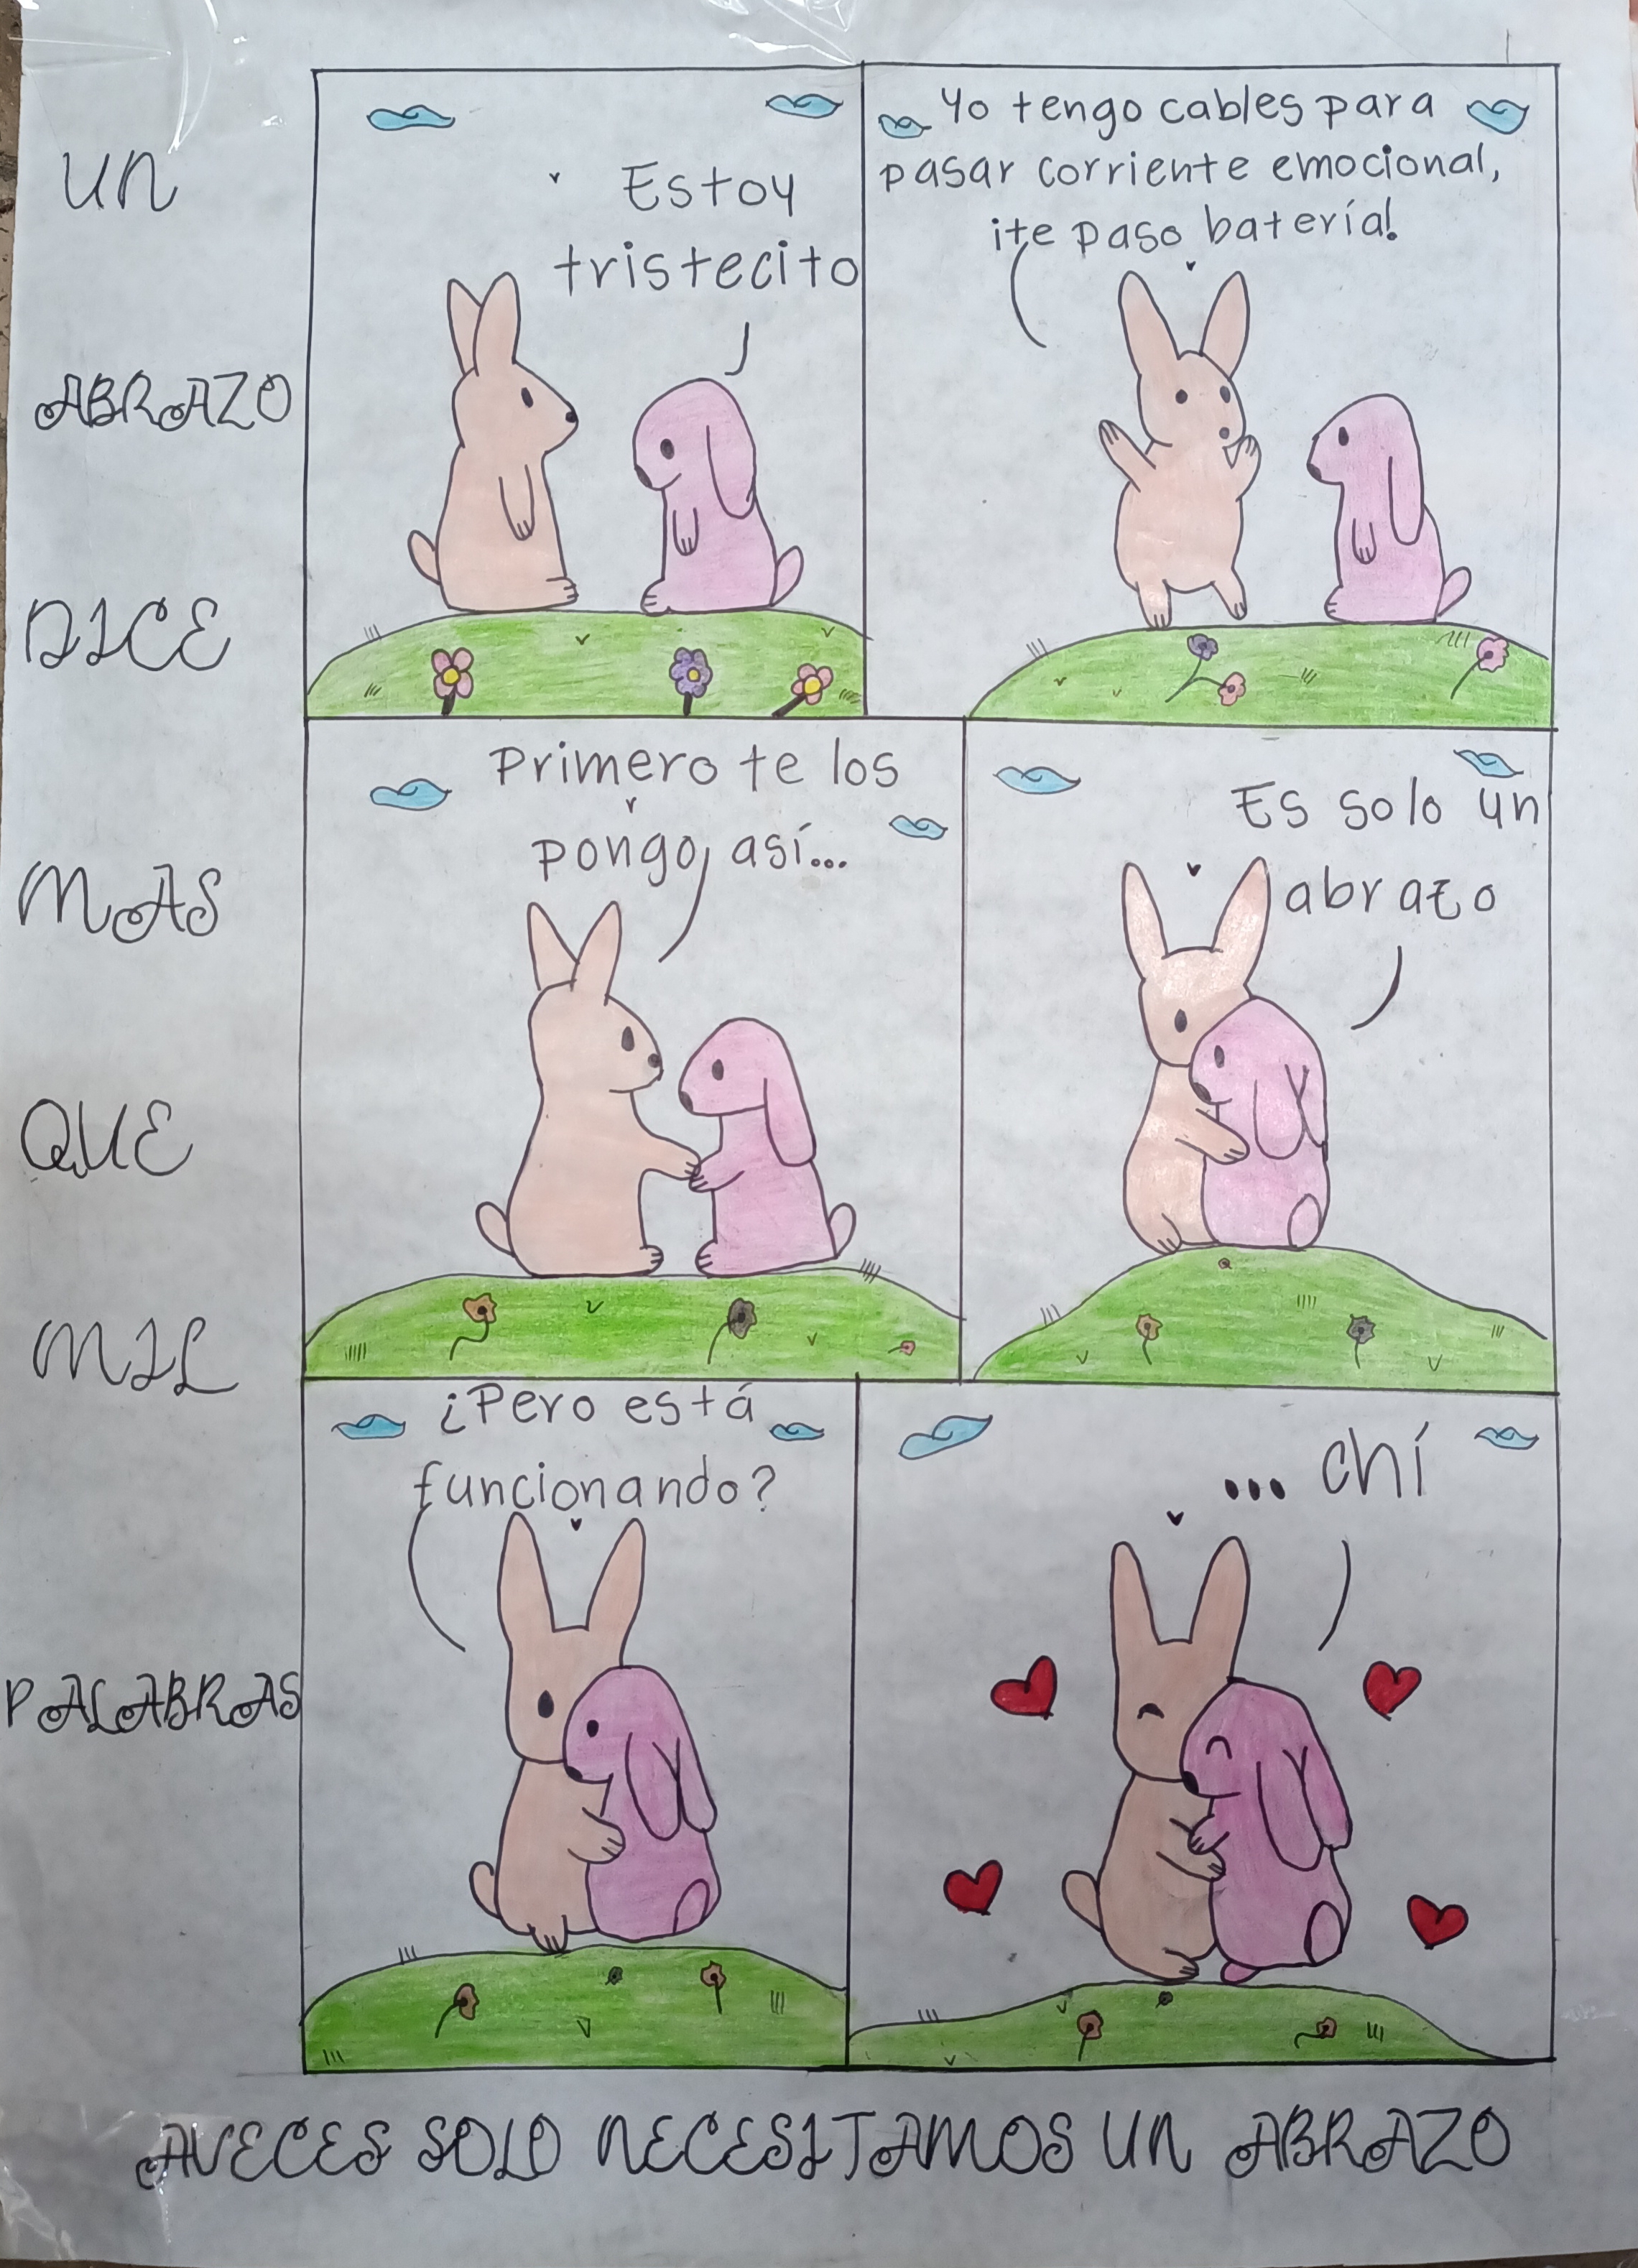 UN
ABRAZO
DICE
MAS
QUE
MIL
PALABRAS
Estoy
tristecito
Yo tengo cables para
pasar corriente emocional,
¡te paso batería!
Primero te los
pongo así...
Es solo un
abrazo
¿Pero está
funcionando?
... chí
AVECES SOLO NECESITAMOS UN ABRAZO